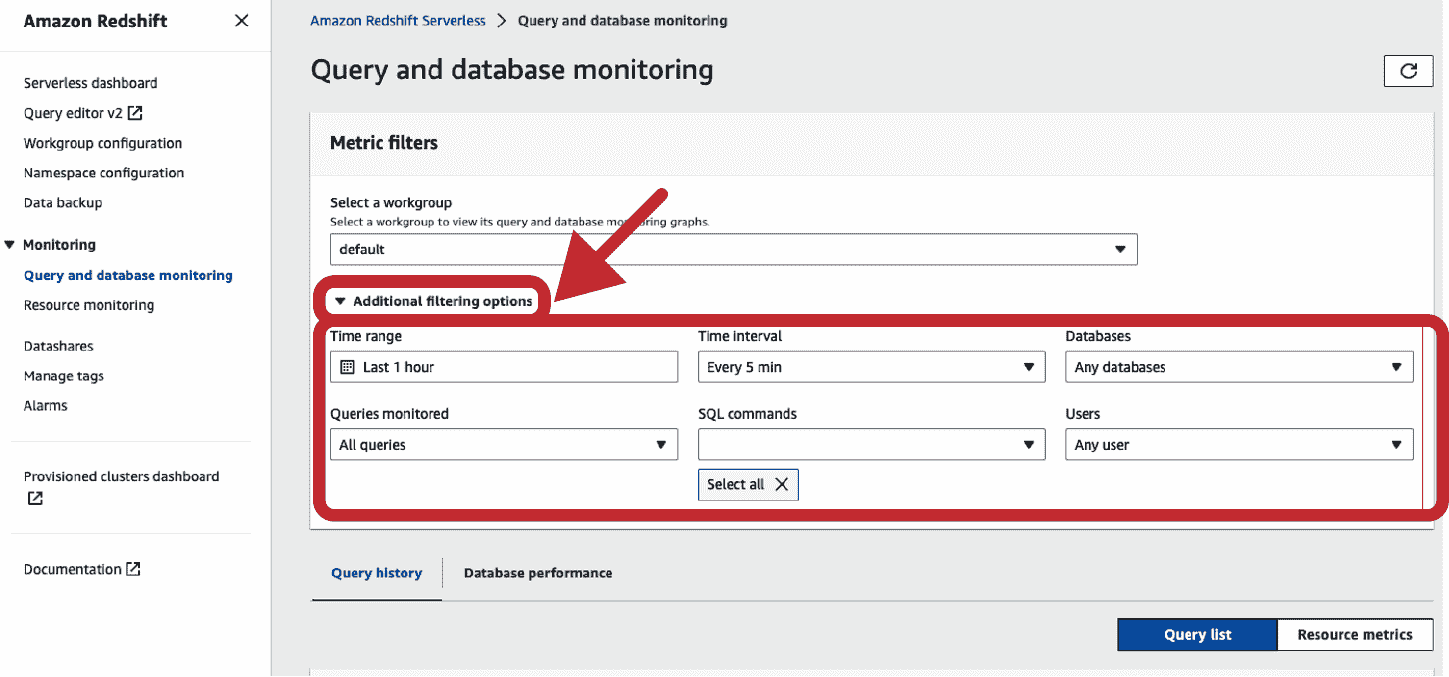 Amazon Redshift
Serverless dashboard
Query editor v2
Workgroup configuration
Namespace configuration
Data backup
Monitoring
Query and database monitoring
Resource monitoring
Datashares
Manage tags
Alarms
Provisioned clusters dashboard
Documentation
Amazon Redshift Serverless > Query and database monitoring
Query and database monitoring
Metric filters
Select a workgroup
Select a workgroup to view its query and database monitoring graphs.
default
Additional filtering options
Time range
Last 1 hour
Time interval
Every 5 min
Databases
Any databases
Queries monitored
All queries
SQL commands
Select all
Users
Any user
Query history
Database performance
Query list
Resource metrics